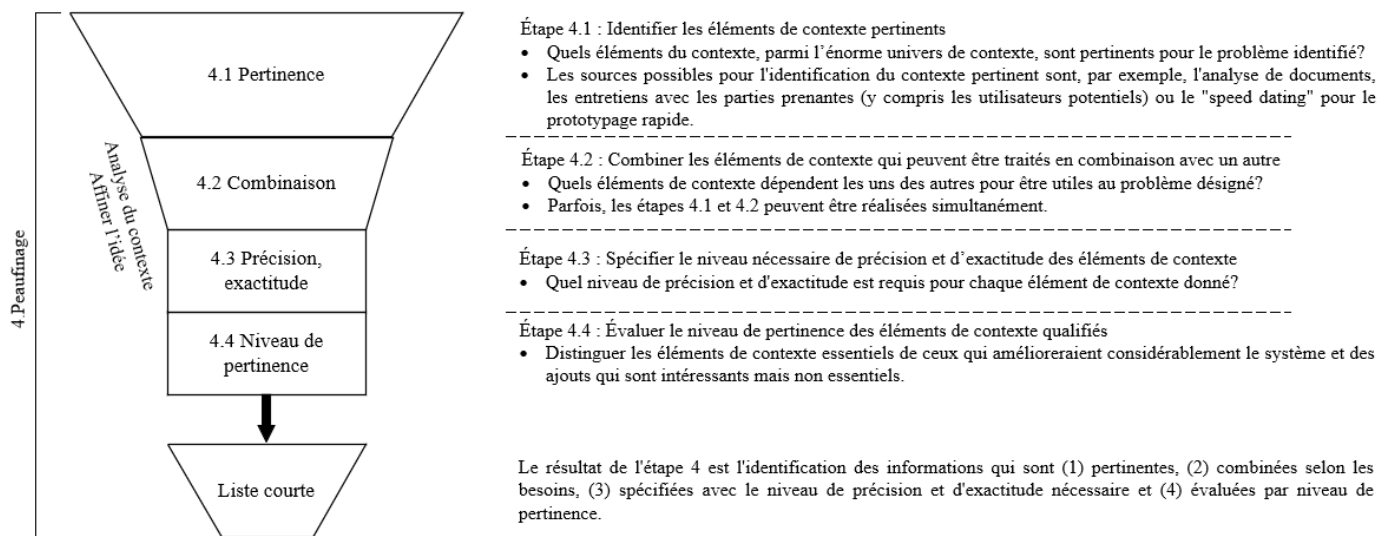 4.Peaufinage
Analyse du contexte
Affiner l'idée
4.1 Pertinence
4.2 Combinaison
4.3 Précision,
exactitude
4.4 Niveau de
pertinence
Liste courte
Étape 4.1 : Identifier les éléments de contexte pertinents
• Quels éléments du contexte, parmi l'énorme univers de contexte, sont pertinents pour le problème identifié?
• Les sources possibles pour l'identification du contexte pertinent sont, par exemple, l'analyse de documents,
les entretiens avec les parties prenantes (y compris les utilisateurs potentiels) ou le "speed dating" pour le
prototypage rapide.
Étape 4.2 : Combiner les éléments de contexte qui peuvent être traités en combinaison avec un autre
• Quels éléments de contexte dépendent les uns des autres pour être utiles au problème désigné?
• Parfois, les étapes 4.1 et 4.2 peuvent être réalisées simultanément.
Étape 4.3 : Spécifier le niveau nécessaire de précision et d'exactitude des éléments de contexte
• Quel niveau de précision et d'exactitude est requis pour chaque élément de contexte donné?
Étape 4.4 : Évaluer le niveau de pertinence des éléments de contexte qualifiés
• Distinguer les éléments de contexte essentiels de ceux qui amélioreraient considérablement le système et des
ajouts qui sont intéressants mais non essentiels.
Le résultat de l'étape 4 est l'identification des informations qui sont (1) pertinentes, (2) combinées selon les
besoins, (3) spécifiées avec le niveau de précision et d'exactitude nécessaire et (4) évaluées par niveau de
pertinence.